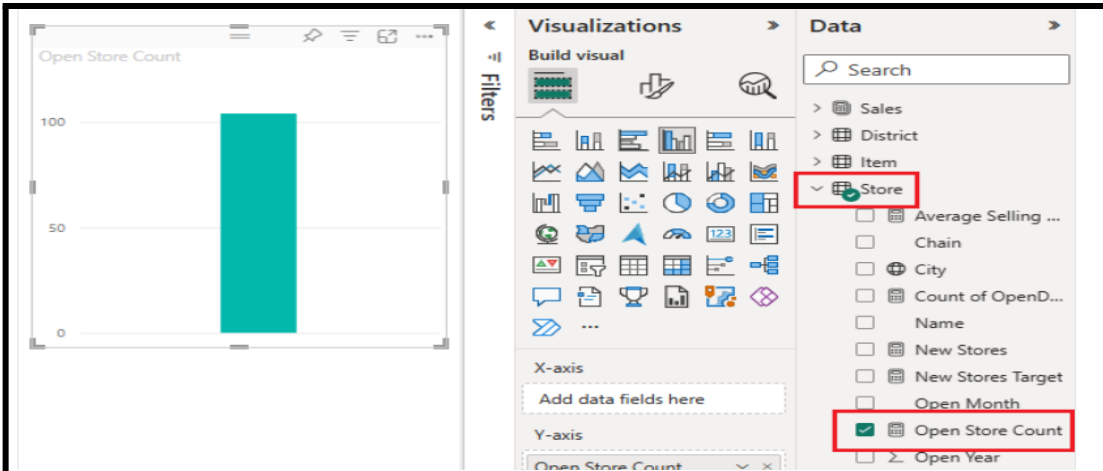 Open Store Count
100
50
0
Filters
Visualizations
Build visual
123
X-axis
Add data fields here
Y-axis
Open Store Count
Data
Search
Sales
District
Item
Store
Average Selling ...
Chain
City
Count of OpenD...
Name
New Stores
New Stores Target
Open Month
Open Store Count
Open Year